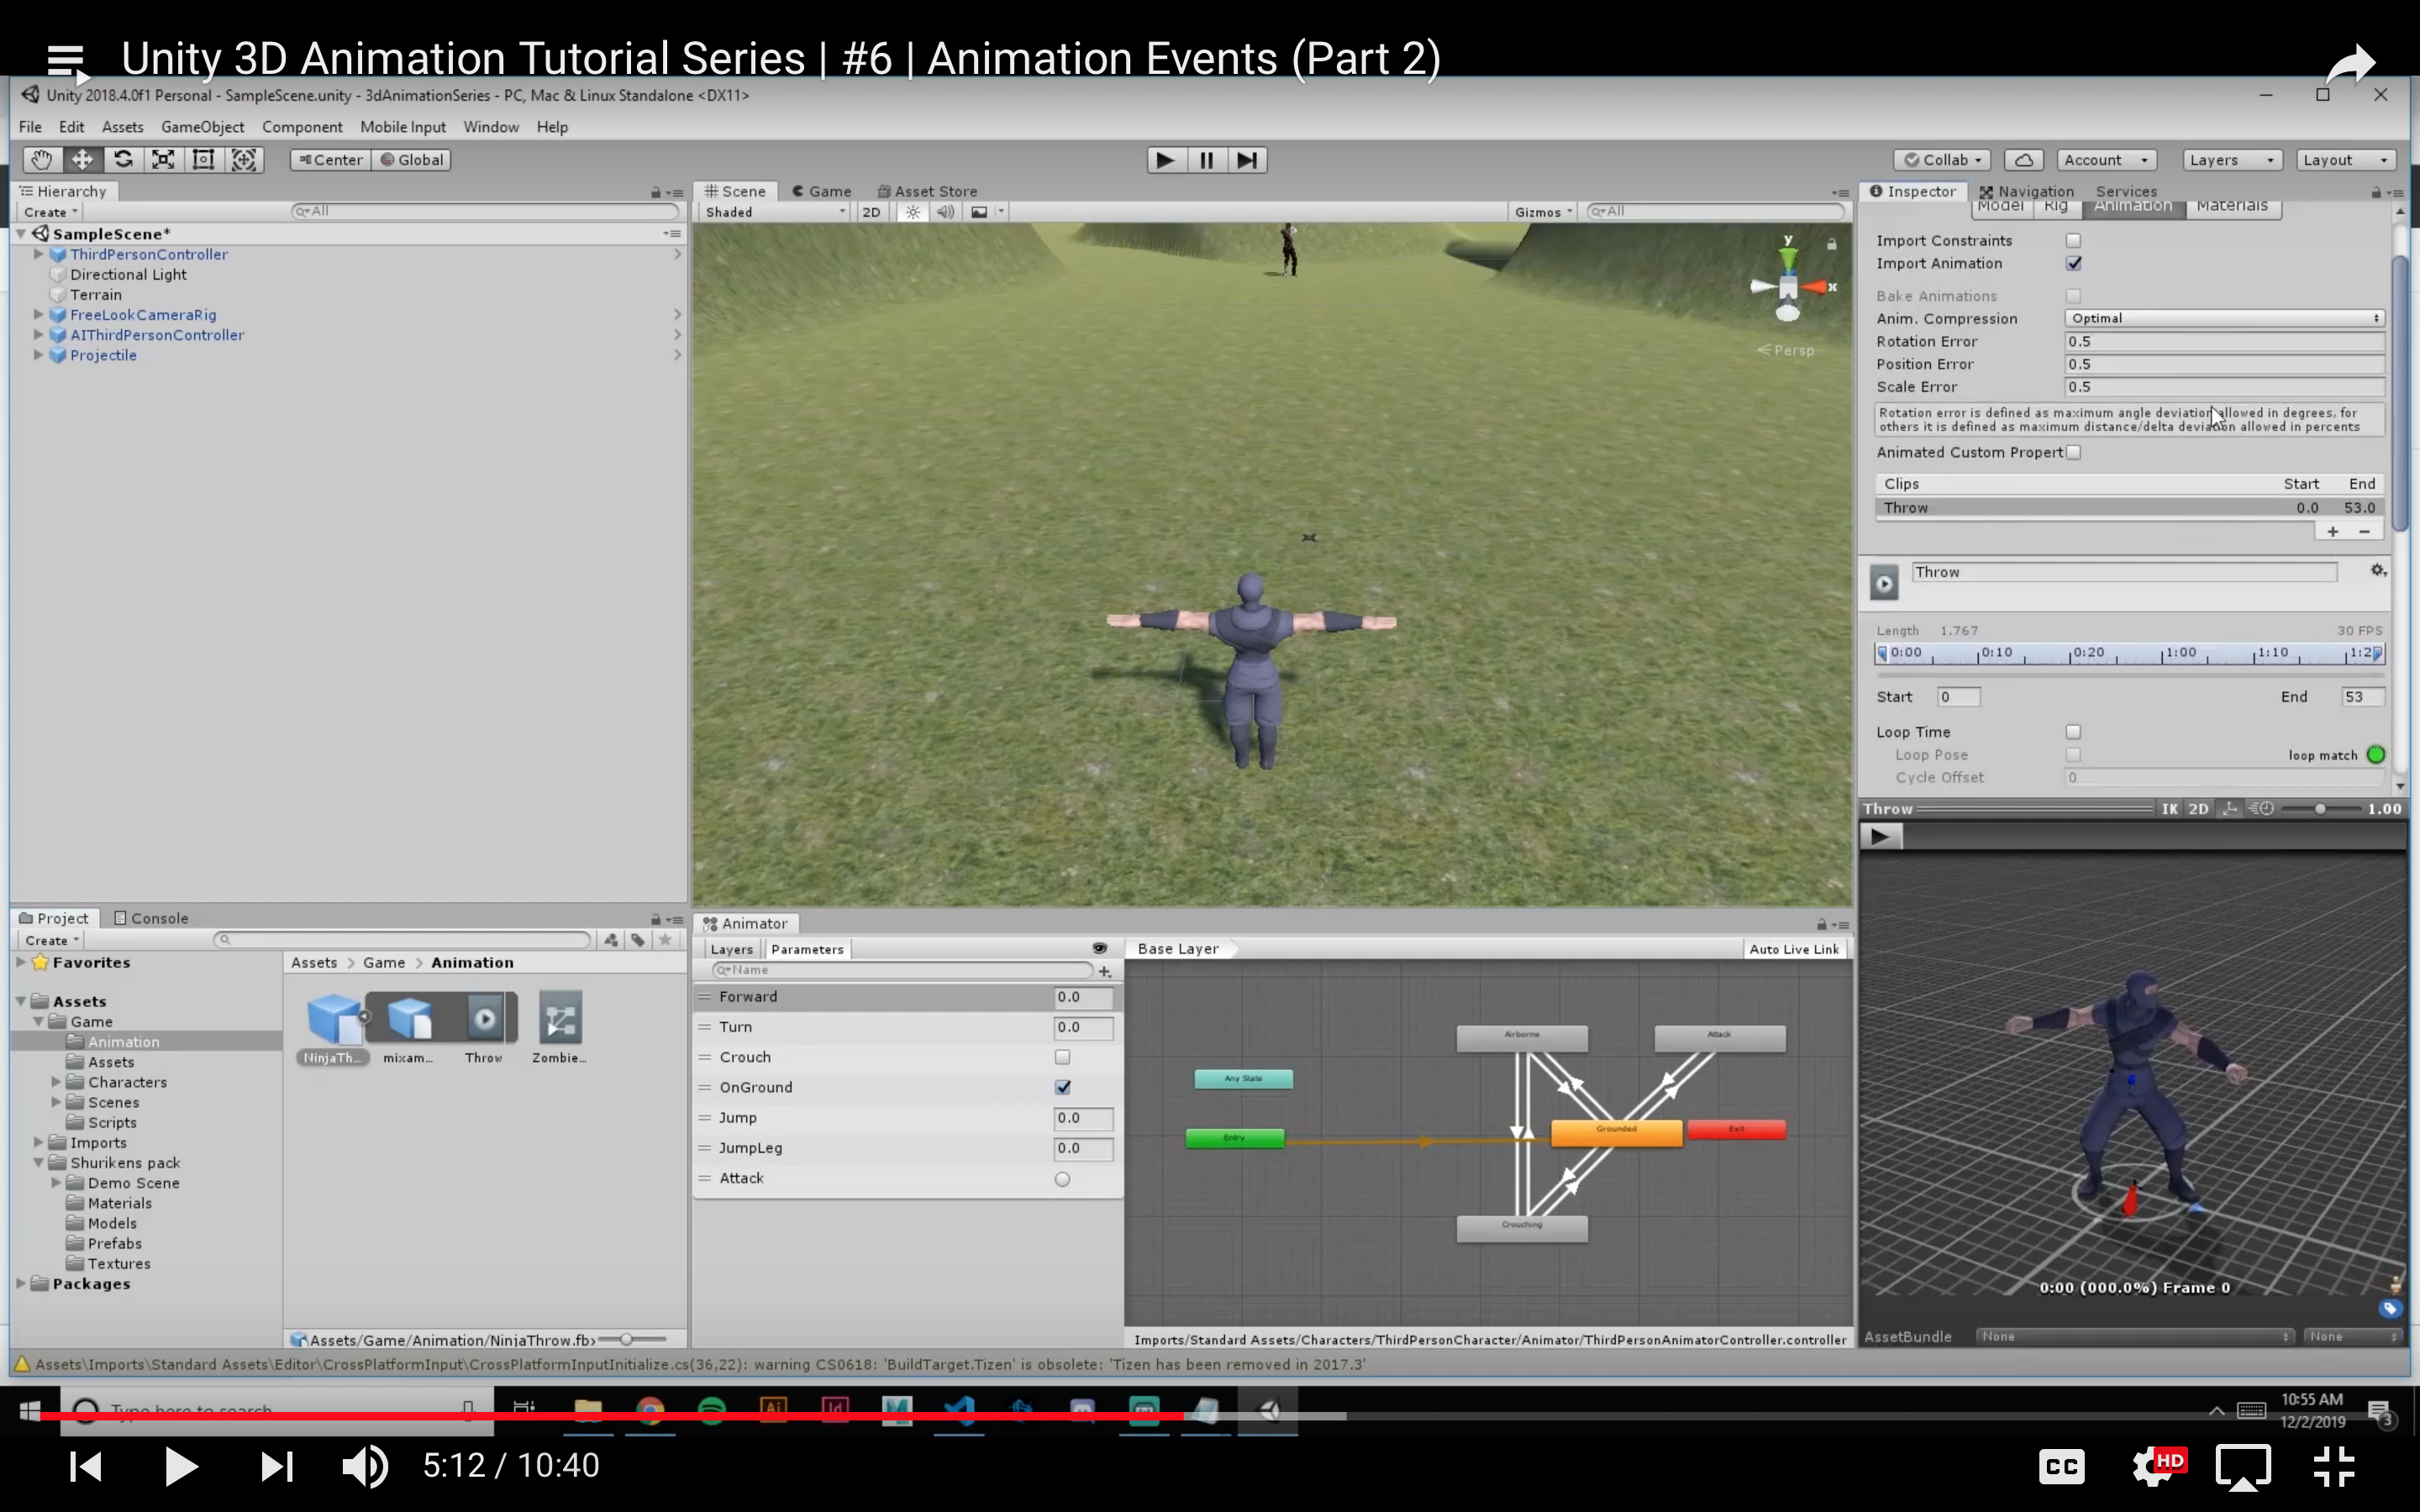 Unity 3D Animation Tutorial Series | #6 | Animation Events (Part 2)
Unity 2018.4.0f1 Personal - SampleScene.unity - 3dAnimationSeries - PC, Mac & Linux Standalone <DX11>
File Edit Assets GameObject Component Mobile Input Window Help
Center Global Collab Account Layers Layout
Hierarchy
Create All
SampleScene*
ThirdPersonController
Directional Light
Terrain
FreeLookCameraRig
AIThirdPersonController
Projectile
Scene Game Asset Store
Shaded 2D Gizmos All
y
x
Persp
Inspector Navigation Services
Model Rig Animation Materials
Import Constraints
Import Animation
Bake Animations
Anim. Compression Optimal
Rotation Error 0.5
Position Error 0.5
Scale Error 0.5
Rotation error is defined as maximum angle deviation allowed in degrees, for
others it is defined as maximum distance/delta deviation allowed in percents
Animated Custom Propert
Clips Start End
Throw 0.0 53.0
+ −
Throw
Length 1.767 30 FPS
0:00 0:10 0:20 1:00 1:10 1:2
Start 0 End 53
Loop Time
Loop Pose loop match
Cycle Offset 0
Throw IK 2D 1.00
0:00 (000.0%) Frame 0
AssetBundle None None
Project Console
Create
Favorites
Assets
Game
Animation
Assets
Characters
Scenes
Scripts
Imports
Shurikens pack
Demo Scene
Materials
Models
Prefabs
Textures
Packages
Assets > Game > Animation
NinjaTh... mixam... Throw Zombie...
Assets/Game/Animation/NinjaThrow.fb
Animator
Layers Parameters Base Layer Auto Live Link
Name
Forward 0.0
Turn 0.0
Crouch
OnGround
Jump 0.0
JumpLeg 0.0
Attack
Airborne Attack
Any State
Entry Grounded Exit
Crouching
Imports/Standard Assets/Characters/ThirdPersonCharacter/Animator/ThirdPersonAnimatorController.controller
Assets\Imports\Standard Assets\Editor\CrossPlatformInput\CrossPlatformInputInitialize.cs(36,22): warning CS0618: 'BuildTarget.Tizen' is obsolete: 'Tizen has been removed in 2017.3'
Type here to search
Ai Id M
10:55 AM
12/2/2019
3
5:12 / 10:40
CC HD